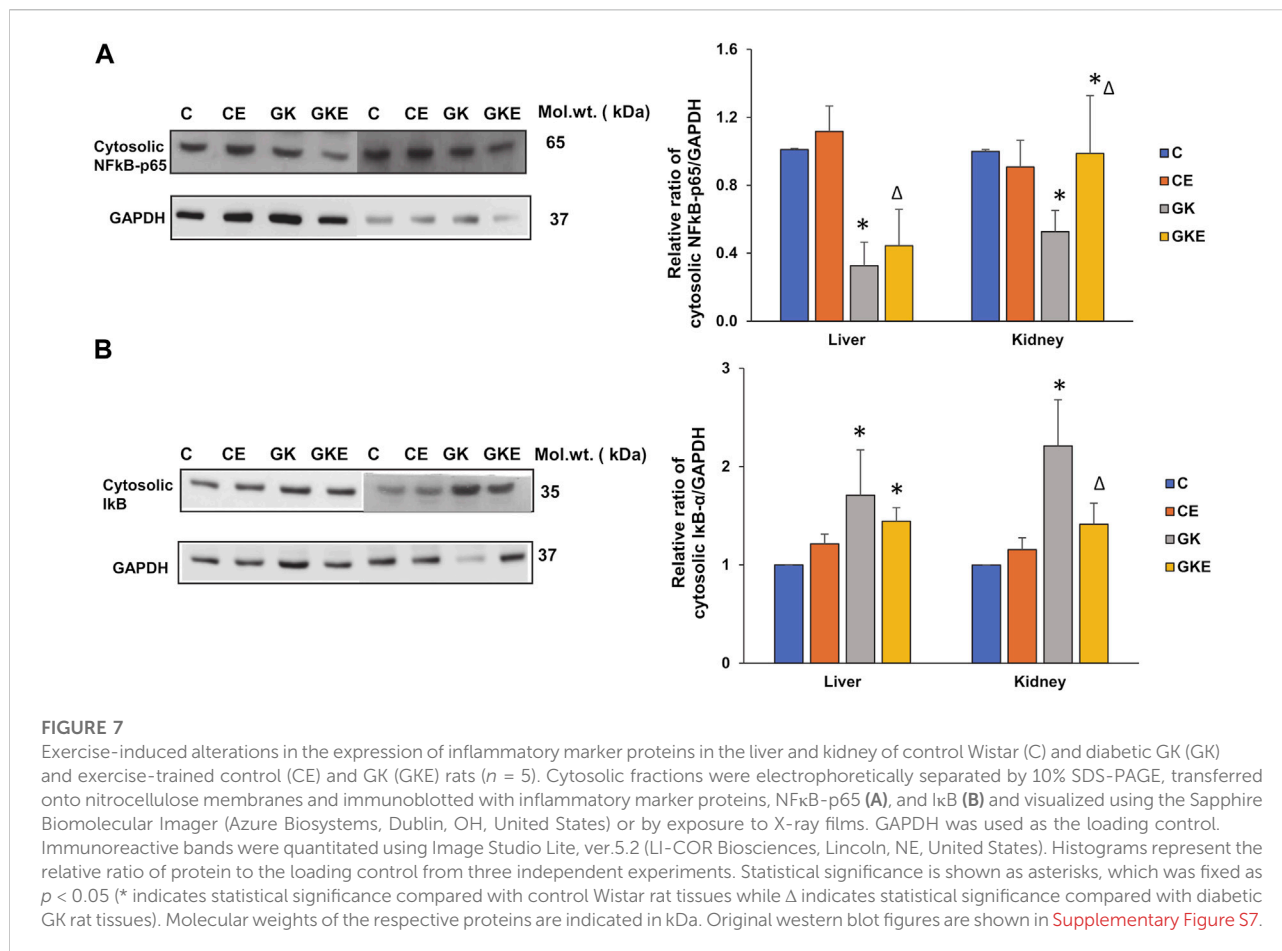 A
C CE GK GKE C CE GK GKE Mol.wt. ( kDa)
Cytosolic
NFkB-p65
65
GAPDH
37
Relative ratio of
cytosolic NFkB-p65/GAPDH
1.6
1.2
0.8
0.4
0.0
* Δ * * Δ
Liver Kidney
C
CE
GK
GKE
B
C CE GK GKE C CE GK GKE Mol.wt. ( kDa)
Cytosolic
IkB
35
GAPDH
37
Relative ratio of
cytosolic IκB-α/GAPDH
3
2
1
0
* * * Δ
Liver Kidney
C
CE
GK
GKE
FIGURE 7
Exercise-induced alterations in the expression of inflammatory marker proteins in the liver and kidney of control Wistar (C) and diabetic GK (GK)
and exercise-trained control (CE) and GK (GKE) rats (n = 5). Cytosolic fractions were electrophoretically separated by 10% SDS-PAGE, transferred
onto nitrocellulose membranes and immunoblotted with inflammatory marker proteins, NFκB-p65 (A), and IκB (B) and visualized using the Sapphire
Biomolecular Imager (Azure Biosystems, Dublin, OH, United States) or by exposure to X-ray films. GAPDH was used as the loading control.
Immunoreactive bands were quantitated using Image Studio Lite, ver.5.2 (LI-COR Biosciences, Lincoln, NE, United States). Histograms represent the
relative ratio of protein to the loading control from three independent experiments. Statistical significance is shown as asterisks, which was fixed as
p < 0.05 (* indicates statistical significance compared with control Wistar rat tissues while Δ indicates statistical significance compared with diabetic
GK rat tissues). Molecular weights of the respective proteins are indicated in kDa. Original western blot figures are shown in Supplementary Figure S7.